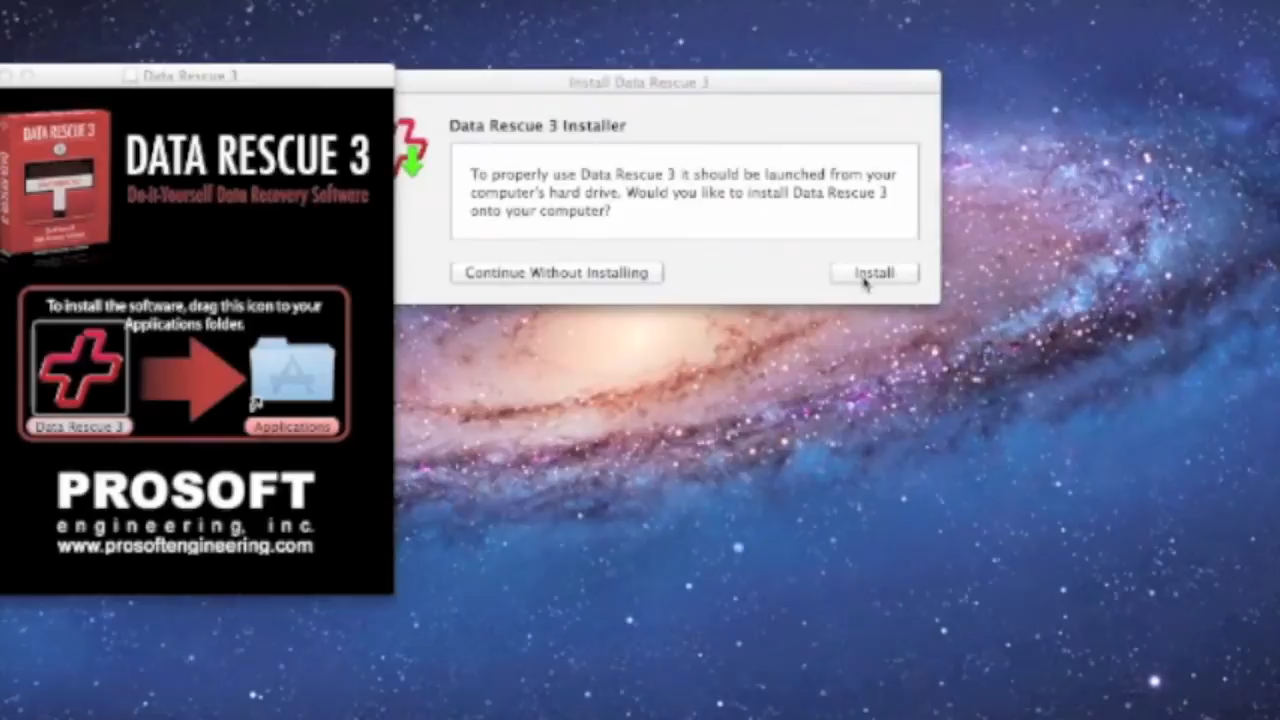 Data Rescue 3
DATA RESCUE 3
DATA RESCUE 3
Do-it-Yourself Data Recovery Software
To install the software, drag this icon to your
Applications folder.
Data Rescue 3
Applications
PROSOFT
engineering, inc.
www.prosoftengineering.com
Install Data Rescue 3
Data Rescue 3 Installer
To properly use Data Rescue 3 it should be launched from your
computer's hard drive. Would you like to install Data Rescue 3
onto your computer?
Continue Without Installing
Install